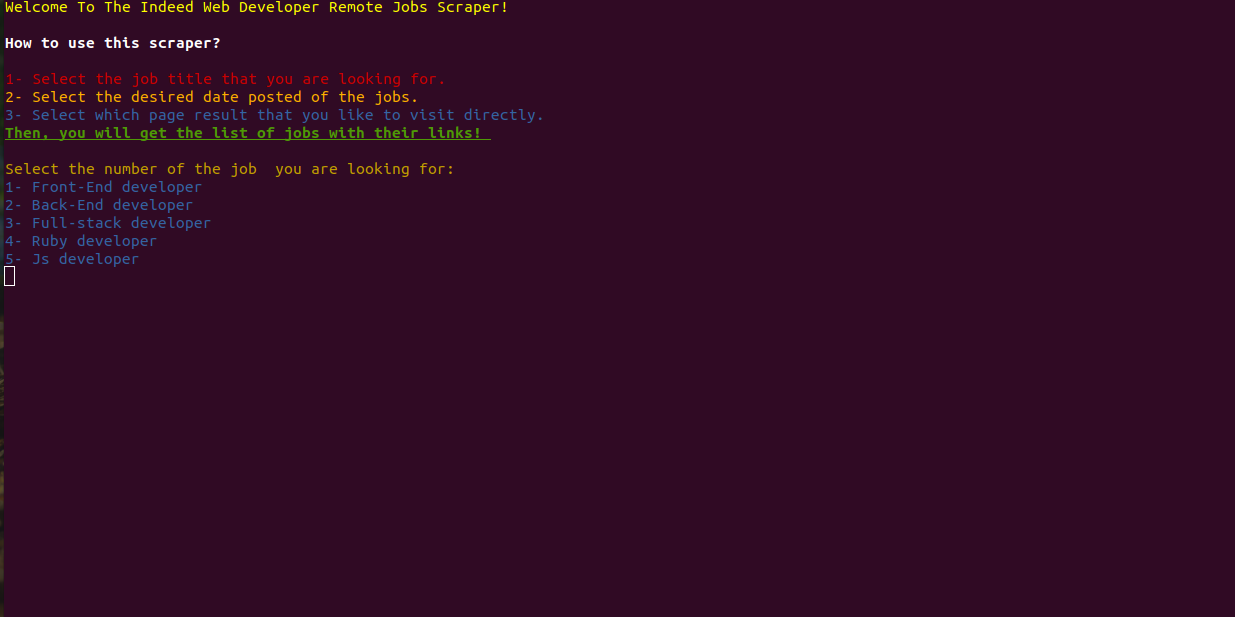 Welcome To The Indeed Web Developer Remote Jobs Scraper!
How to use this scraper?
1- Select the job title that you are looking for.
2- Select the desired date posted of the jobs.
3- Select which page result that you like to visit directly.
Then, you will get the list of jobs with their links!
Select the number of the job  you are looking for:
1- Front-End developer
2- Back-End developer
3- Full-stack developer
4- Ruby developer
5- Js developer